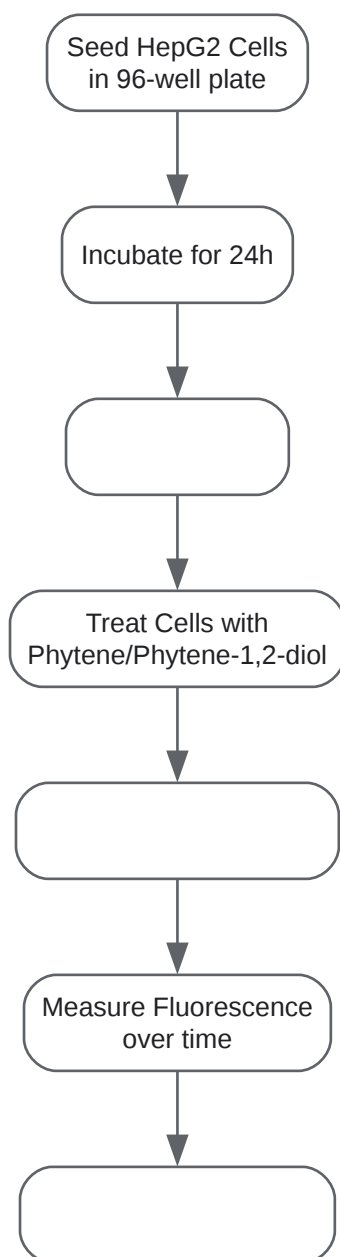 Seed HepG2 Cells
in 96-well plate
Incubate for 24h
Treat Cells with
Phytene/Phytene-1,2-diol
Measure Fluorescence
over time